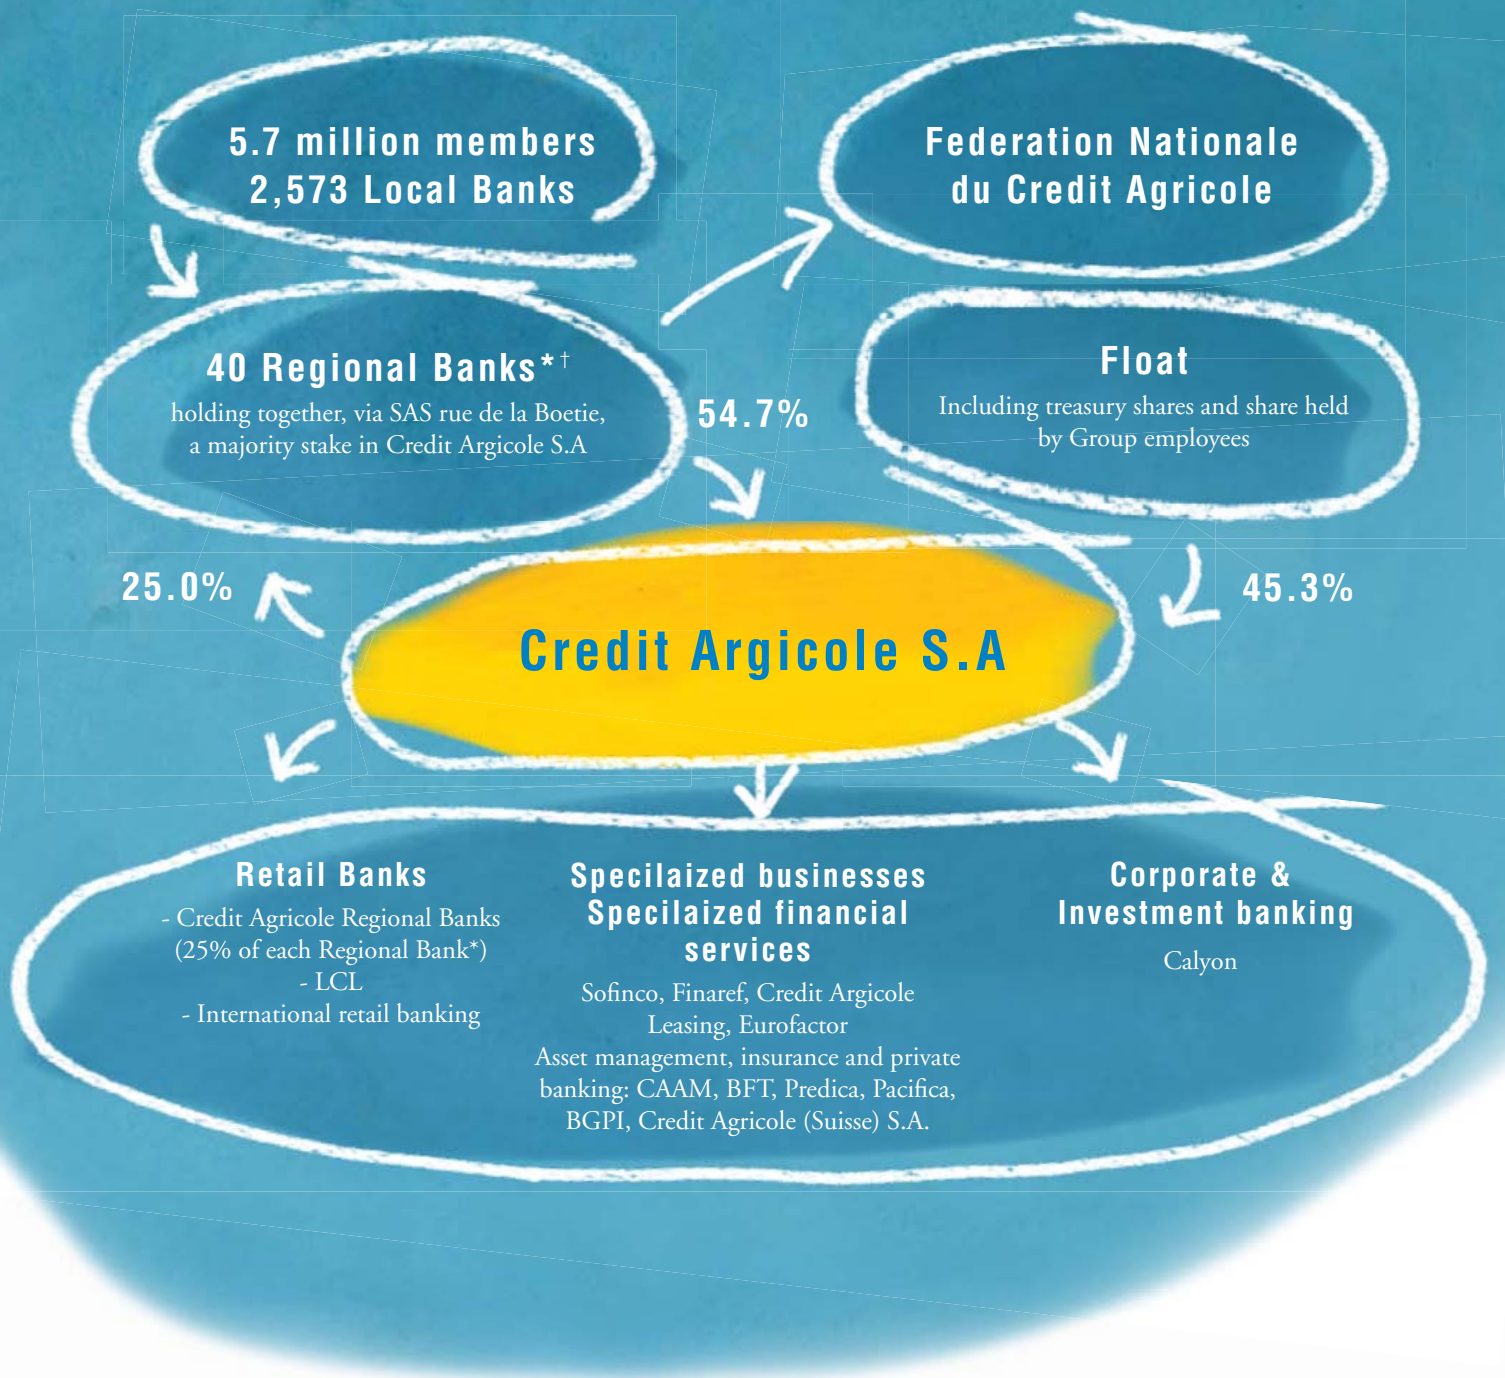 5.7 million members
2,573 Local Banks
Federation Nationale
du Credit Agricole
40 Regional Banks*†
holding together, via SAS rue de la Boetie,
a majority stake in Credit Argicole S.A
54.7%
Float
Including treasury shares and share held
by Group employees
25.0%
45.3%
Credit Argicole S.A
Retail Banks
- Credit Agricole Regional Banks
(25% of each Regional Bank*)
- LCL
- International retail banking
Specilaized businesses
Specilaized financial
services
Sofinco, Finaref, Credit Argicole
Leasing, Eurofactor
Asset management, insurance and private
banking: CAAM, BFT, Predica, Pacifica,
BGPI, Credit Agricole (Suisse) S.A.
Corporate &
Investment banking
Calyon